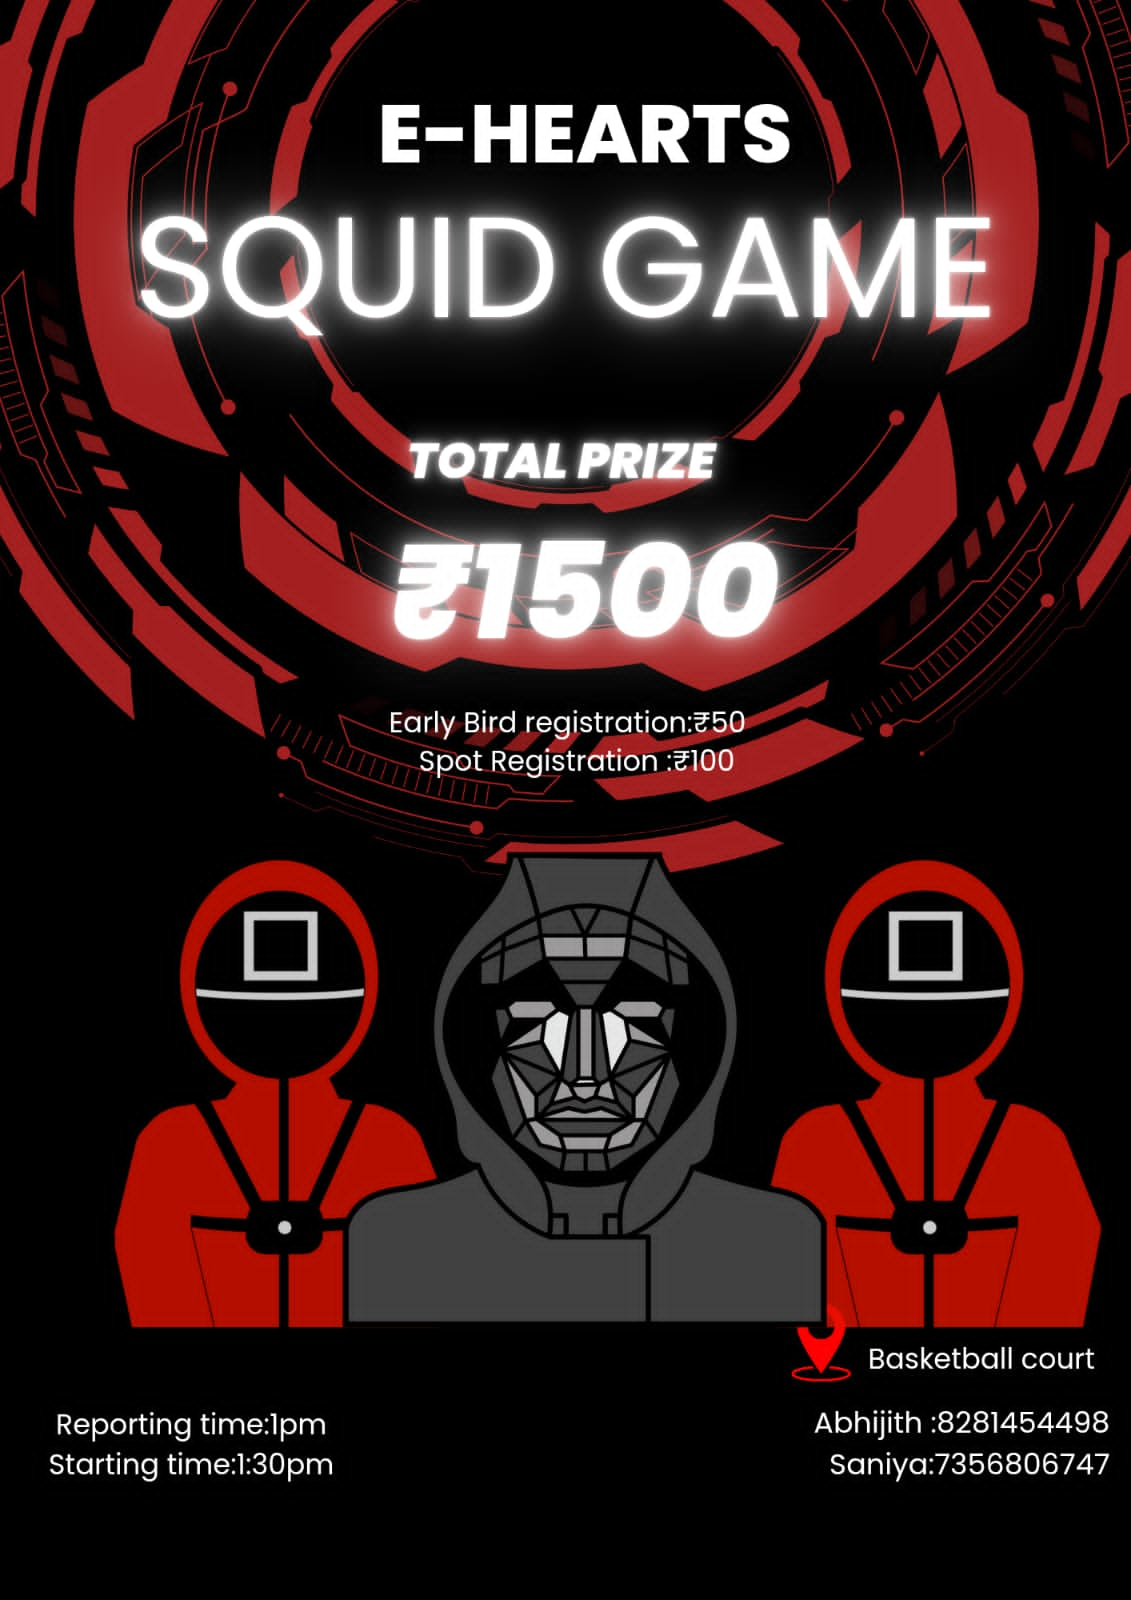 E-HEARTS
SQUID GAME
TOTAL PRIZE
₹1500
Early Bird registration:₹50
Spot Registration :₹100
Basketball court
Reporting time:1pm
Starting time:1:30pm
Abhijith :8281454498
Saniya:7356806747